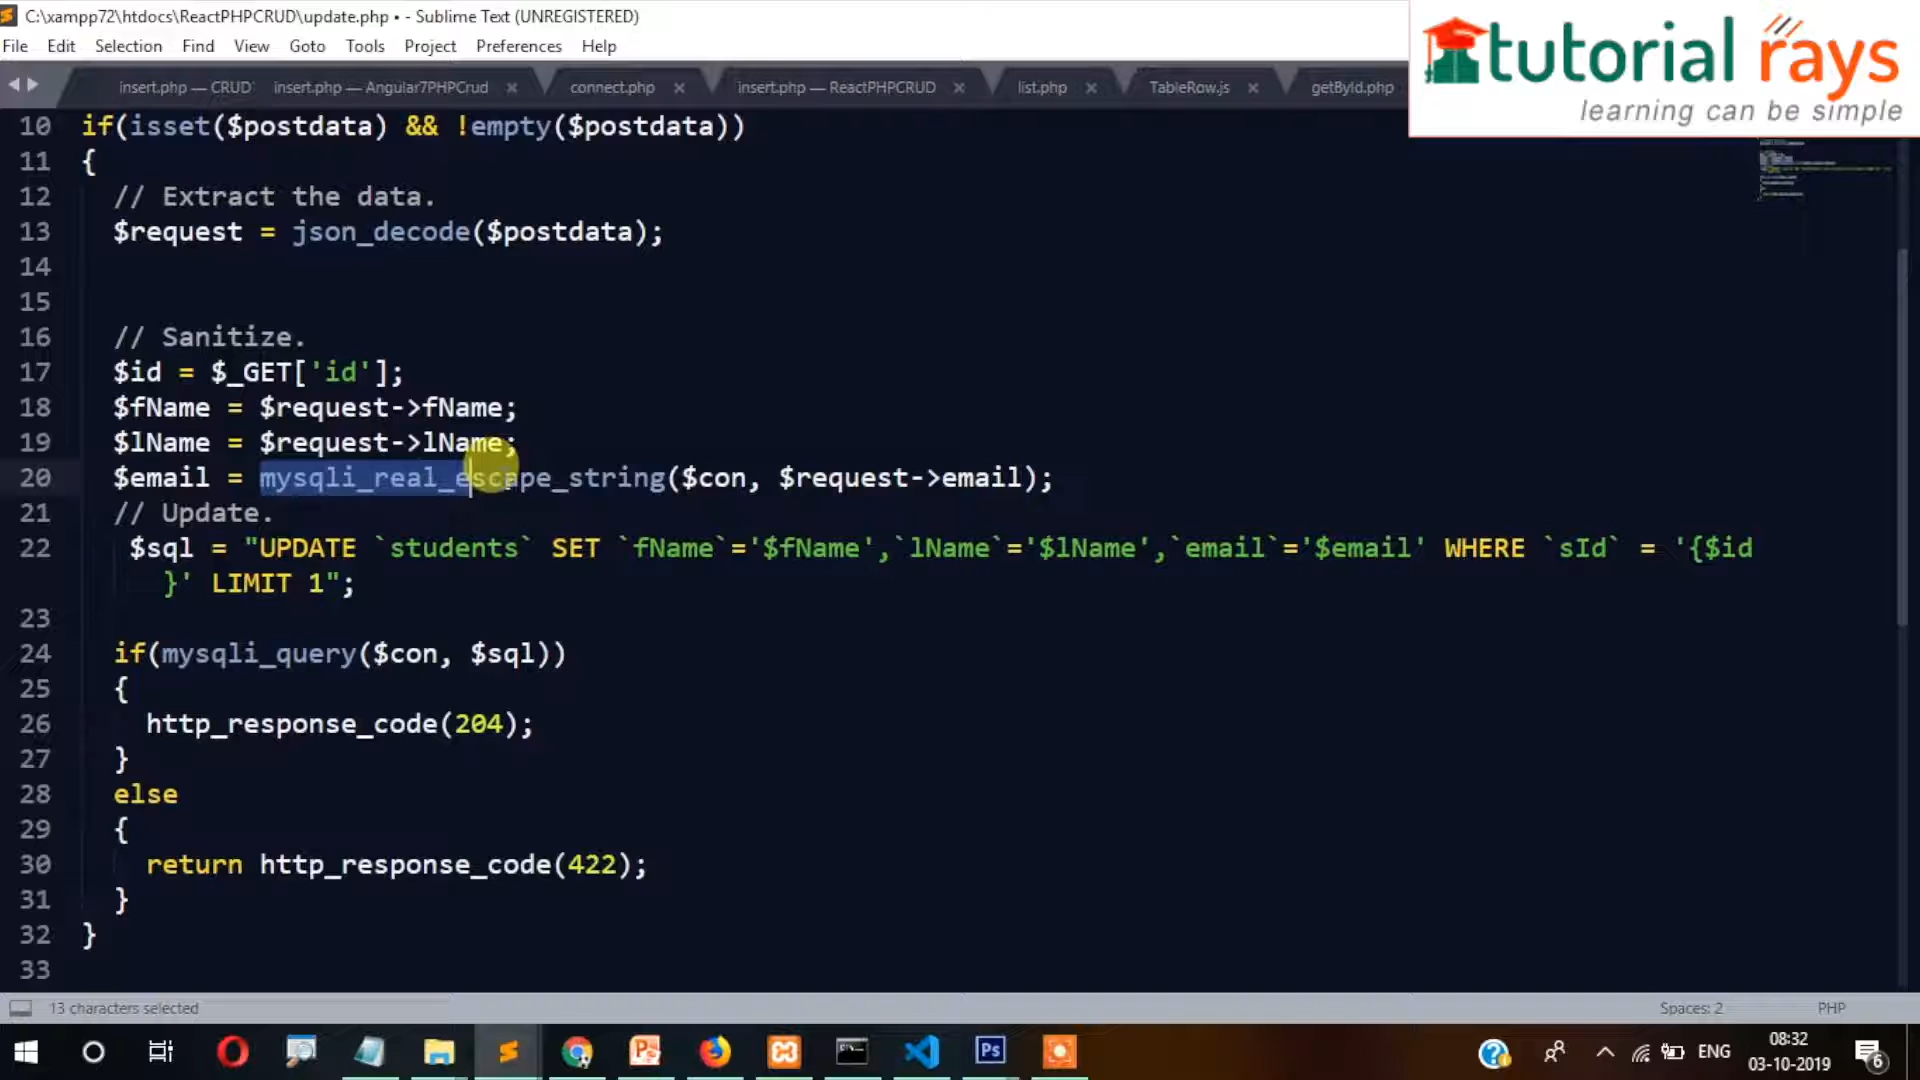 C:\xampp72\htdocs\ReactPHPCRUD\update.php • - Sublime Text (UNREGISTERED)
File Edit Selection Find View Goto Tools Project Preferences Help
tutorial rays
learning can be simple
insert.php — CRUD insert.php — Angular7PHPCrud connect.php insert.php — ReactPHPCRUD list.php TableRow.js getById.php
10 if(isset($postdata) && !empty($postdata))
11 {
12 // Extract the data.
13 $request = json_decode($postdata);
14
15
16 // Sanitize.
17 $id = $_GET['id'];
18 $fName = $request->fName;
19 $lName = $request->lName;
20 $email = mysqli_real_escape_string($con, $request->email);
21 // Update.
22 $sql = "UPDATE `students` SET `fName`='$fName',`lName`='$lName',`email`='$email' WHERE `sId` = '{$id
}' LIMIT 1";
23
24 if(mysqli_query($con, $sql))
25 {
26 http_response_code(204);
27 }
28 else
29 {
30 return http_response_code(422);
31 }
32 }
33
13 characters selected Spaces: 2 PHP
ENG 08:32
03-10-2019 6